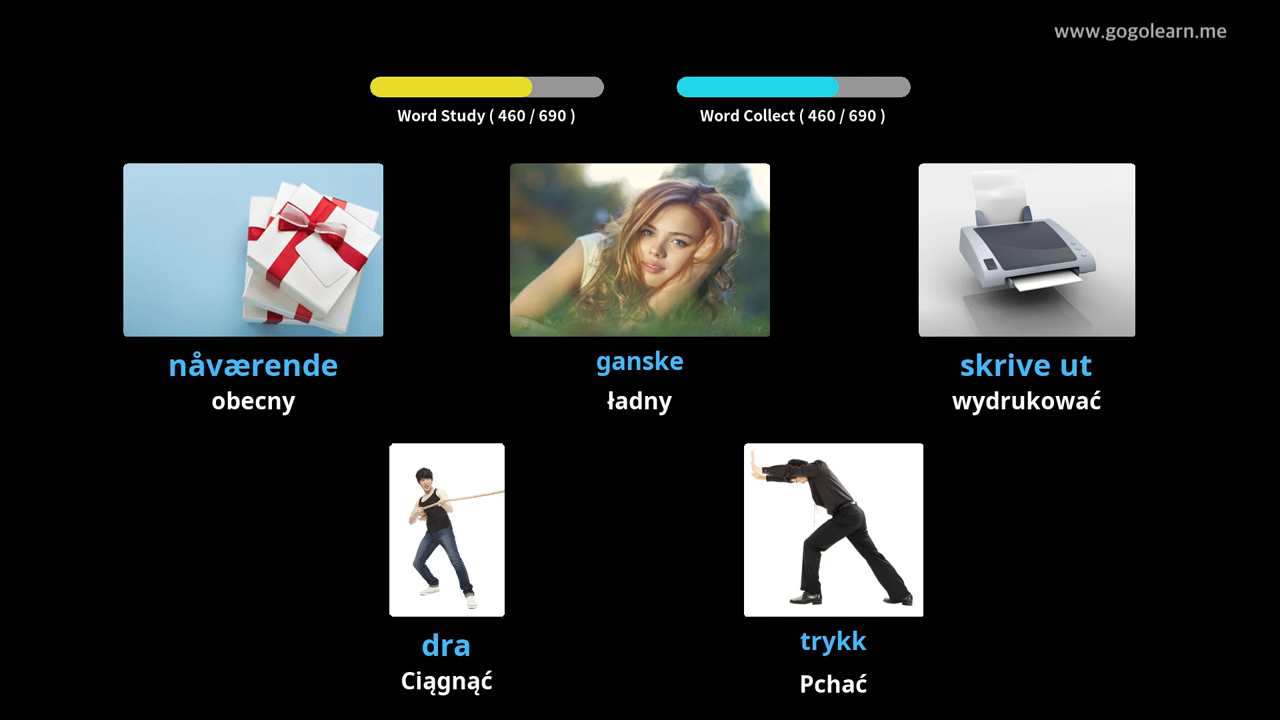 www.gogolearn.me
Word Study ( 460 / 690 )
Word Collect ( 460 / 690 )
nåværende
ganske
skrive ut
obecny
ładny
wydrukować
dra
trykk
Ciągnąć
Pchać